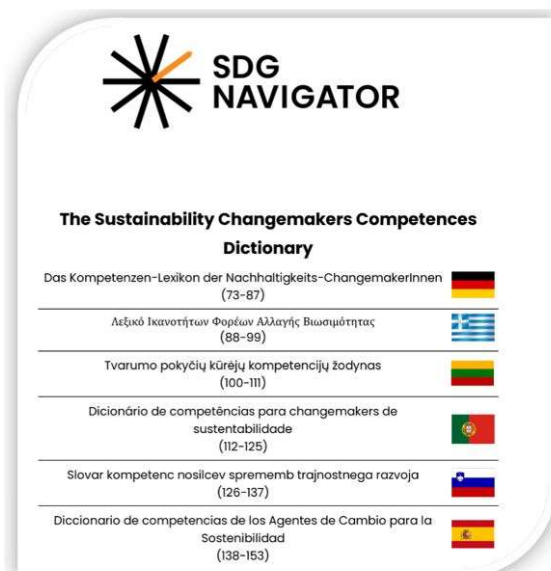 SDG
NAVIGATOR
The Sustainability Changemakers Competences
Dictionary
Das Kompetenzen-Lexikon der Nachhaltigkeits-ChangemakerInnen
(73-87)
Λεξικό Ικανοτήτων Φορέων Αλλαγής Βιωσιμότητας
(88-99)
Tvarumo pokyčių kūrėjų kompetencijų žodynas
(100-111)
Dicionário de competências para changemakers de
sustentabilidade
(112-125)
Slovar kompetenc nosilcev sprememb trajnostnega razvoja
(126-137)
Diccionario de competencias de los Agentes de Cambio para la
Sostenibilidad
(138-153)